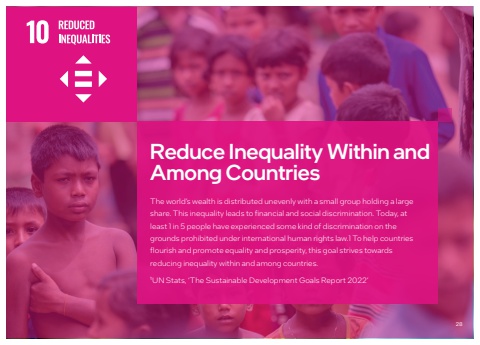 10 REDUCED
INEQUALITIES
Reduce Inequality Within and
Among Countries
The world's wealth is distributed unevenly with a small group holding a large
share. This inequality leads to financial and social discrimination. Today, at
least 1 in 5 people have experienced some kind of discrimination on the
grounds prohibited under international human rights law.1 To help countries
flourish and promote equality and prosperity, this goal strives towards
reducing inequality within and among countries.
¹UN Stats, 'The Sustainable Development Goals Report 2022'
28